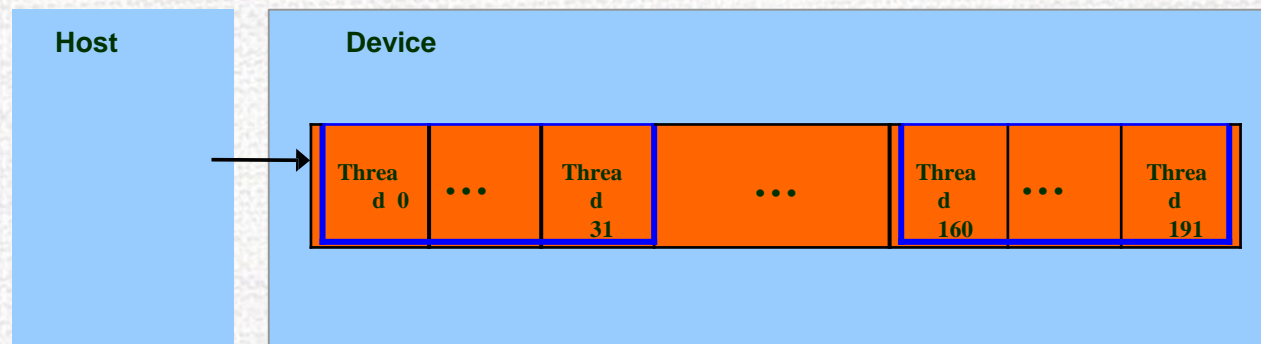 Host
Device
Threa
d 0
...
Threa
d
31
...
Threa
d
160
...
Threa
d
191